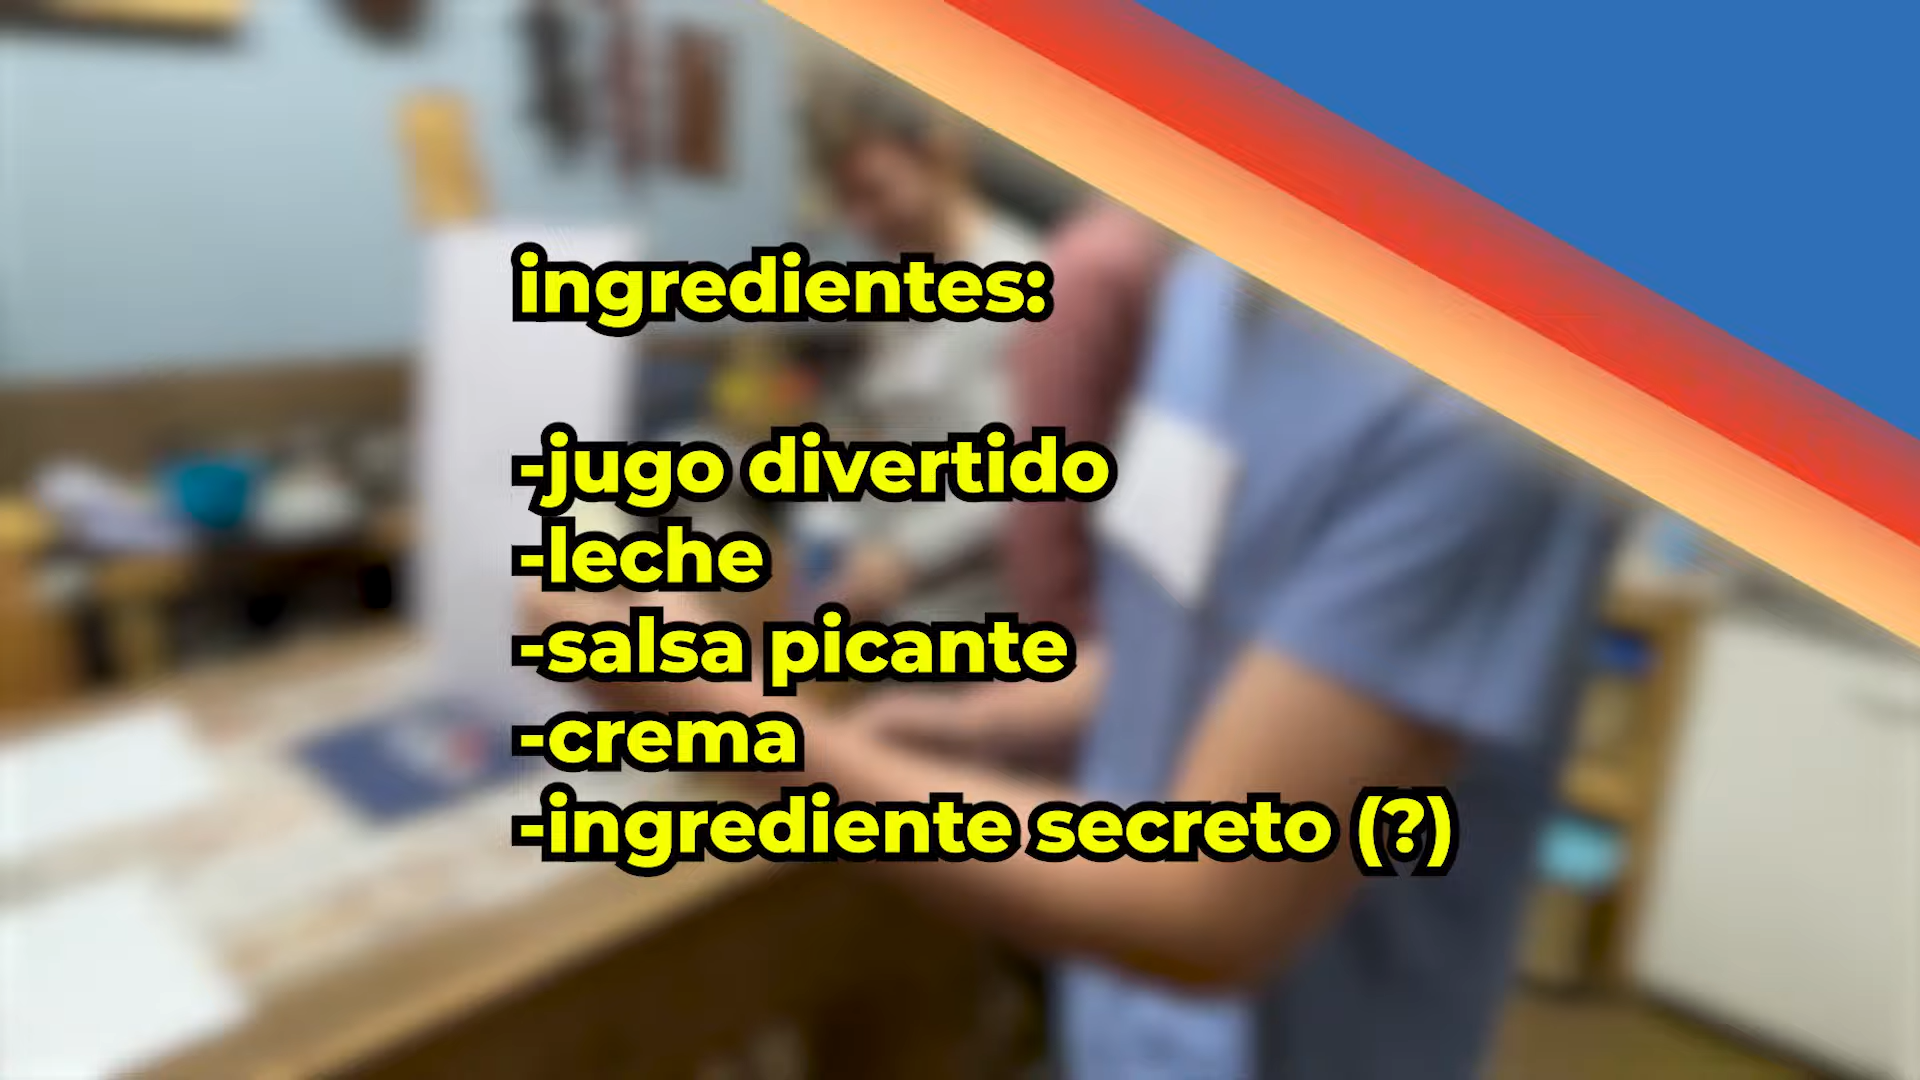 ingredientes:
-jugo divertido
-leche
-salsa picante
-crema
-ingrediente secreto (?)